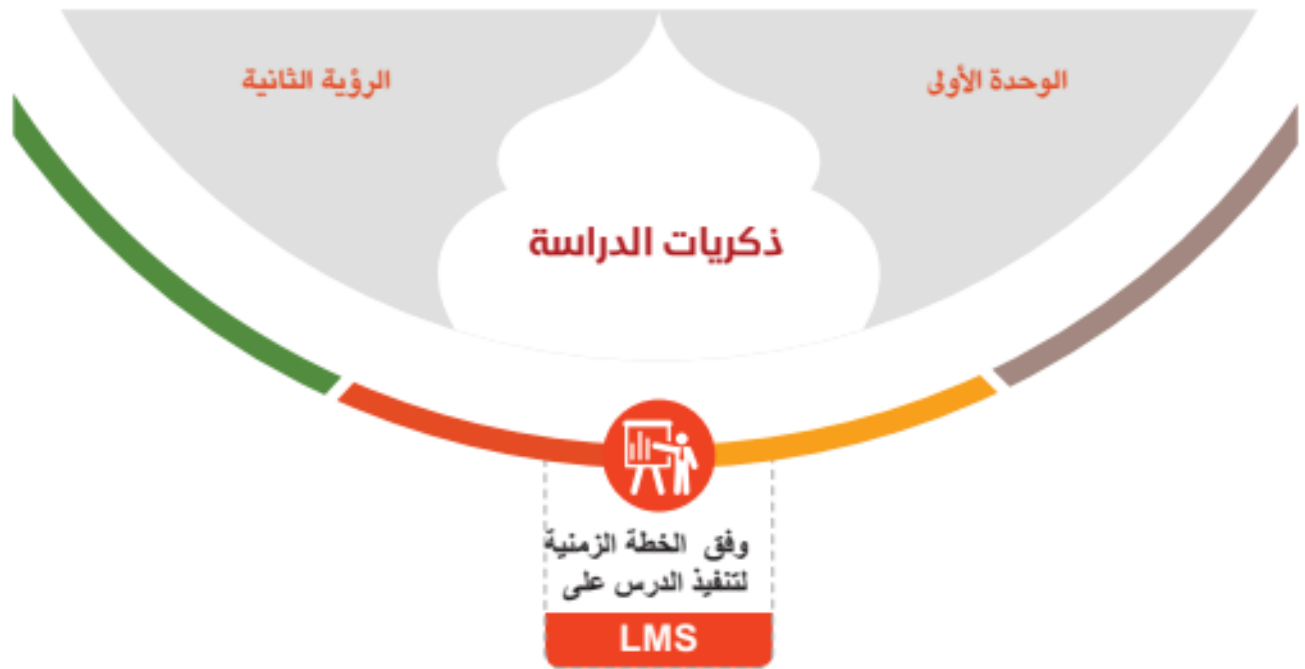 الوحدة الأولى
الرؤية الثانية
ذكريات الدراسة
وفق الخطة الزمنية
لتنفيذ الدرس على
LMS